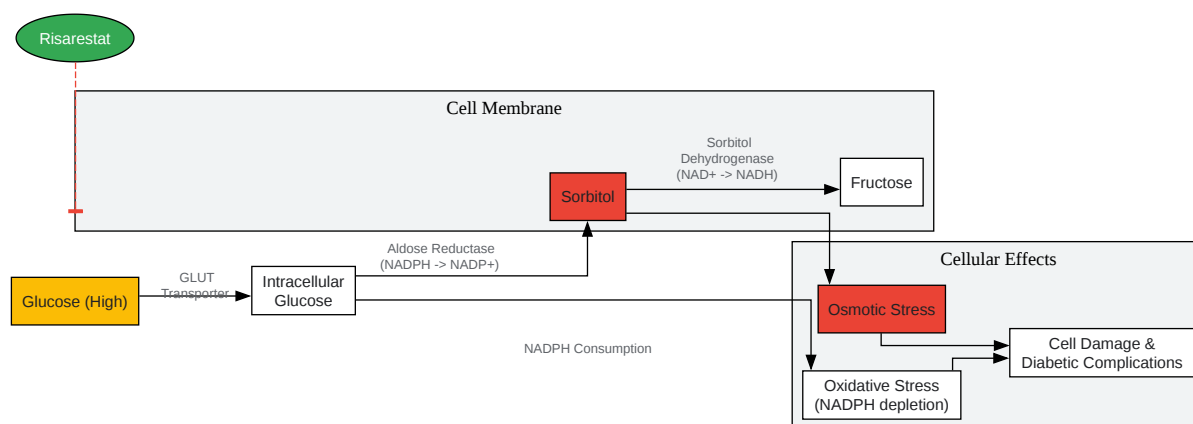 Risarestat
Cell Membrane
Sorbitol
Dehydrogenase
(NAD+ -> NADH)
Sorbitol
Fructose
Aldose Reductase
(NADPH -> NADP+)
GLUT
Transporter
Glucose (High)
Intracellular
Glucose
NADPH Consumption
Cellular Effects
Osmotic Stress
Cell Damage &
Diabetic Complications
Oxidative Stress
(NADPH depletion)